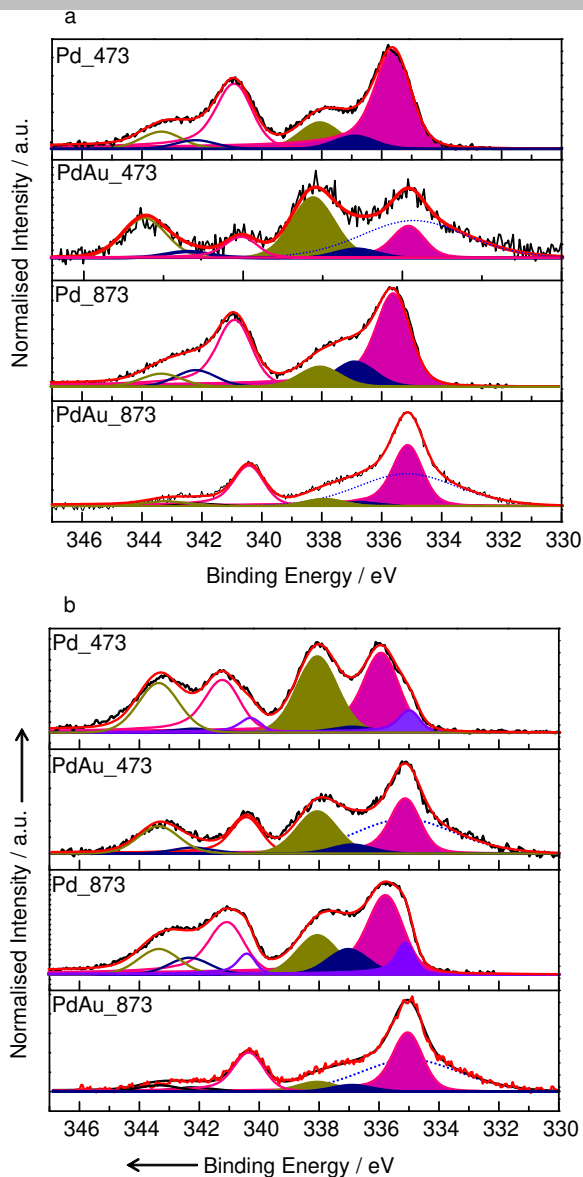 a
Pd_473
PdAu_473
Pd_873
PdAu_873
Normalised Intensity / a.u.
346 344 342 340 338 336 334 332 330
Binding Energy / eV
b
Pd_473
PdAu_473
Pd_873
PdAu_873
Normalised Intensity / a.u.
346 344 342 340 338 336 334 332 330
Binding Energy / eV